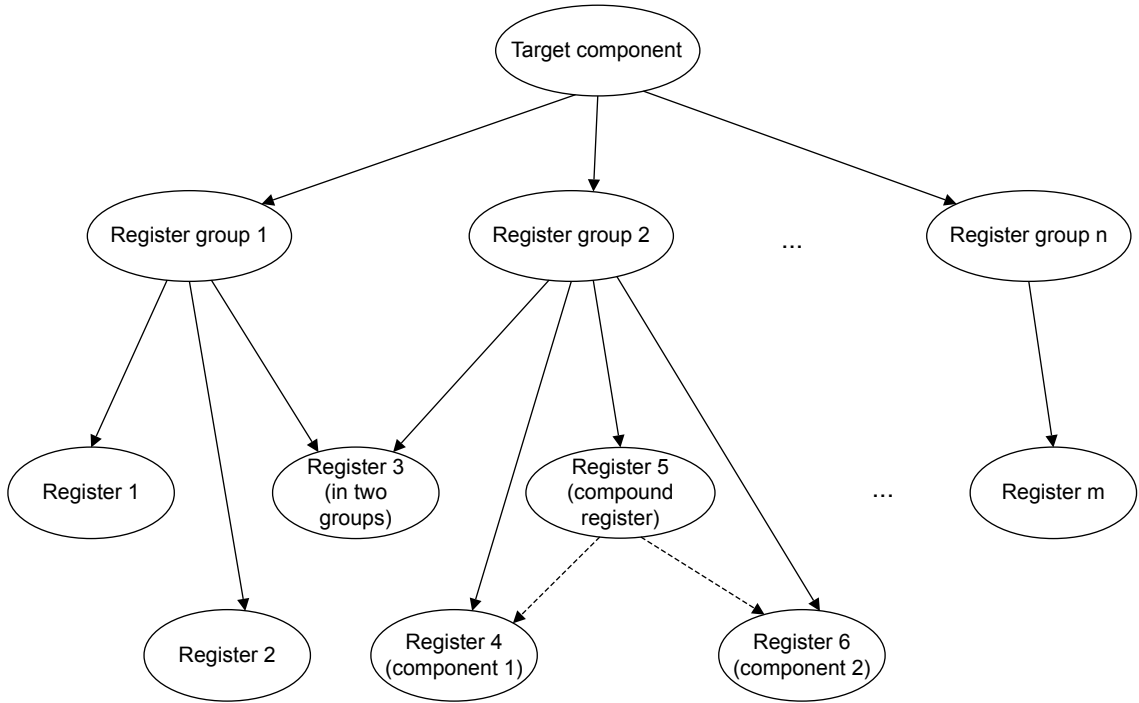 Target component
Register group 1
Register group 2
...
Register group n
Register 1
Register 3
(in two
groups)
Register 5
(compound
register)
...
Register m
Register 2
Register 4
(component 1)
Register 6
(component 2)